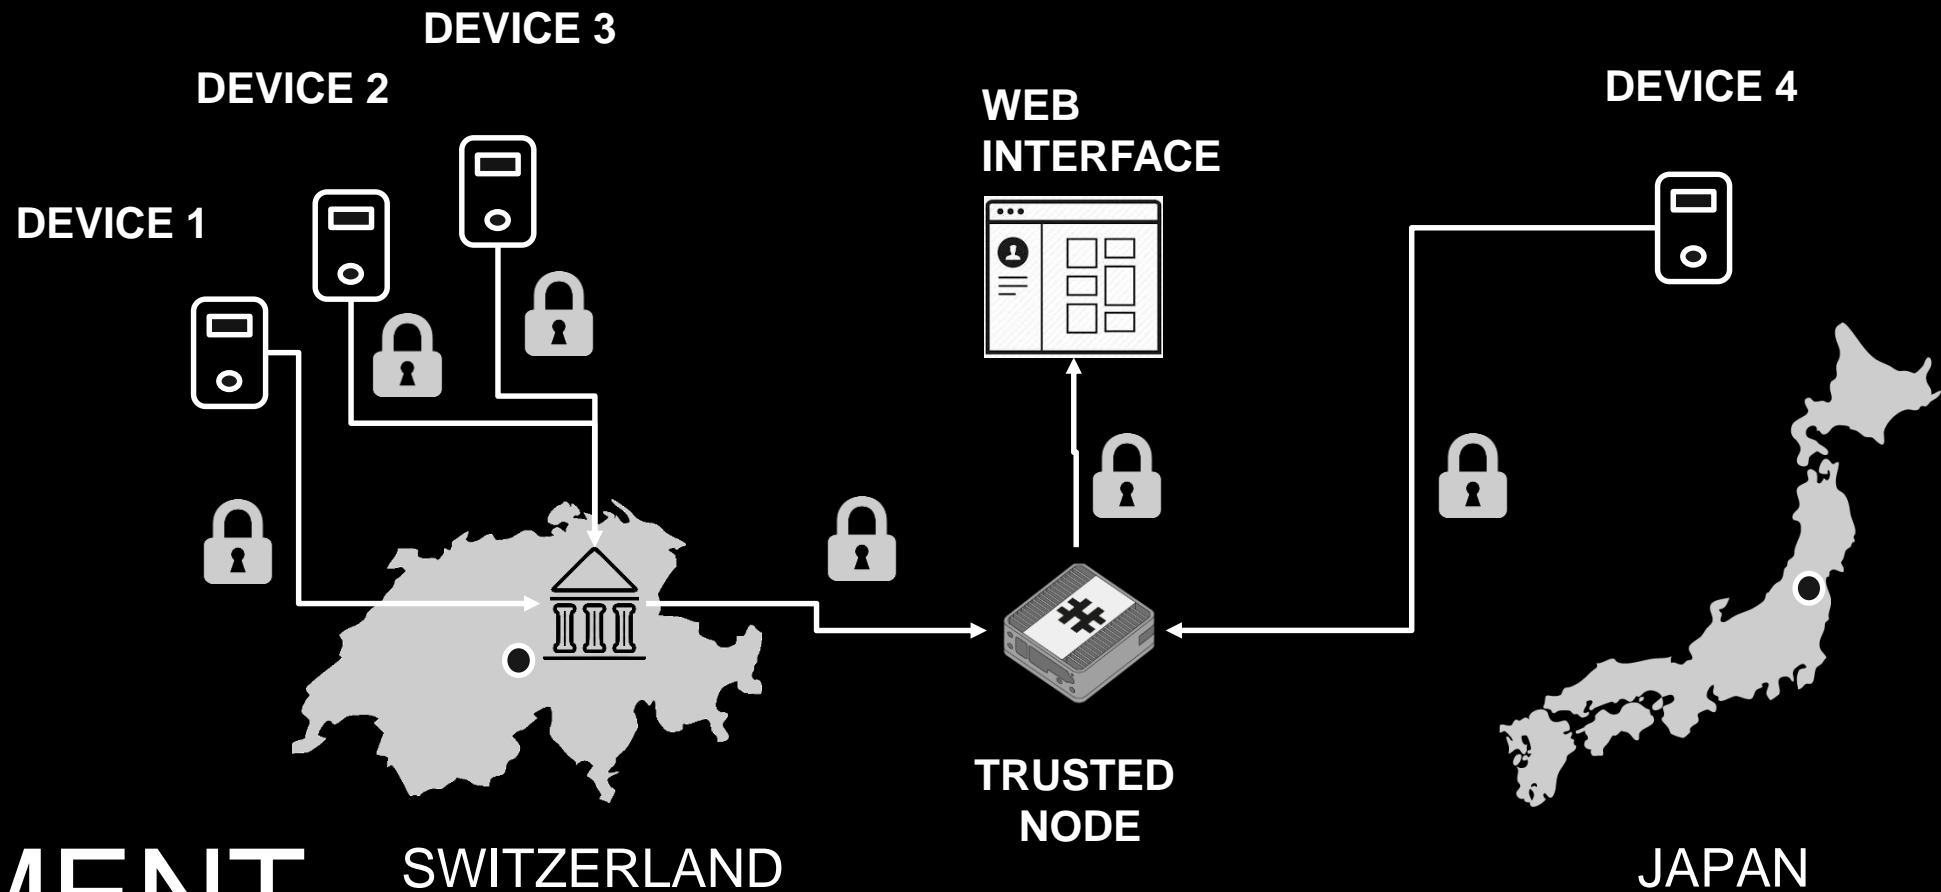 DEVICE 3
DEVICE 2
DEVICE 4
WEB
INTERFACE
DEVICE 1
TRUSTED
NODE
SWITZERLAND
JAPAN